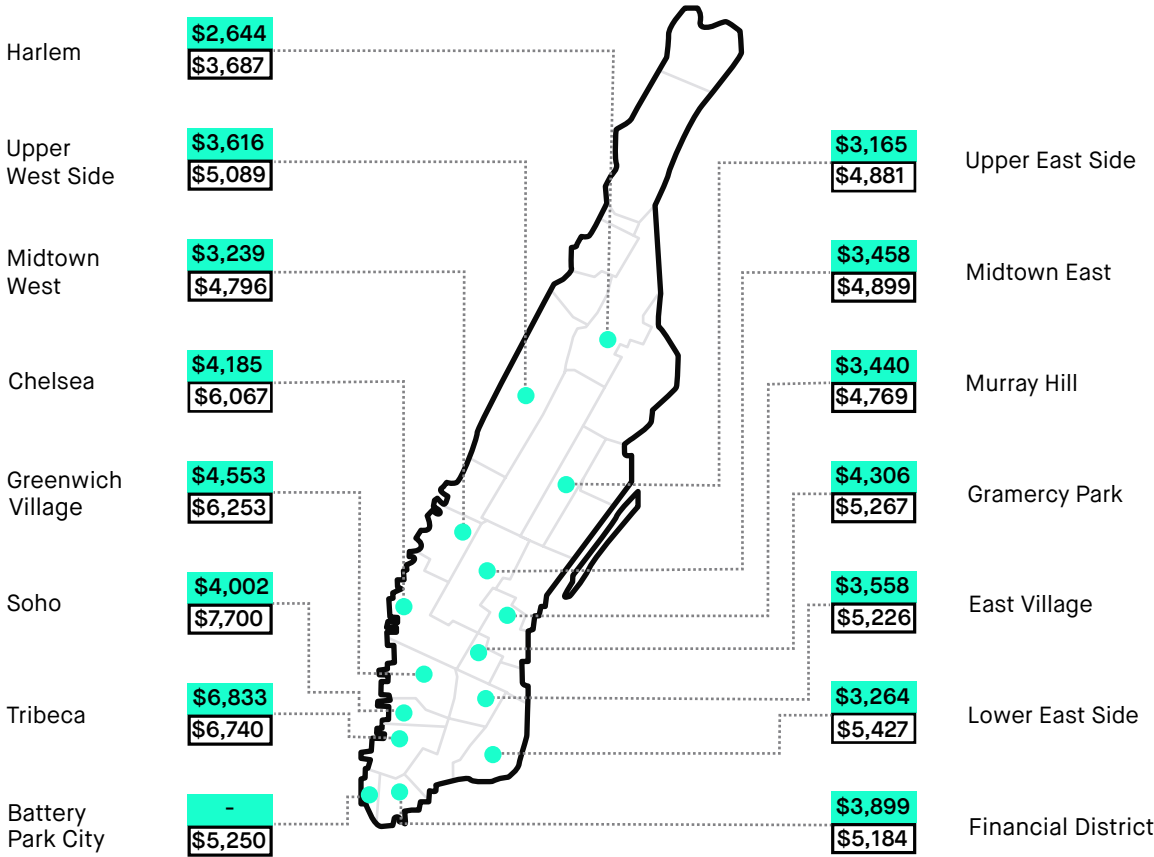 Harlem
$2,644
$3,687
Upper
West Side
$3,616
$5,089
Midtown
West
$3,239
$4,796
Chelsea
$4,185
$6,067
Greenwich
Village
$4,553
$6,253
Soho
$4,002
$7,700
Tribeca
$6,833
$6,740
Battery
Park City
-
$5,250
$3,165
$4,881
Upper East Side
$3,458
$4,899
Midtown East
$3,440
$4,769
Murray Hill
$4,306
$5,267
Gramercy Park
$3,558
$5,226
East Village
$3,264
$5,427
Lower East Side
$3,899
$5,184
Financial District